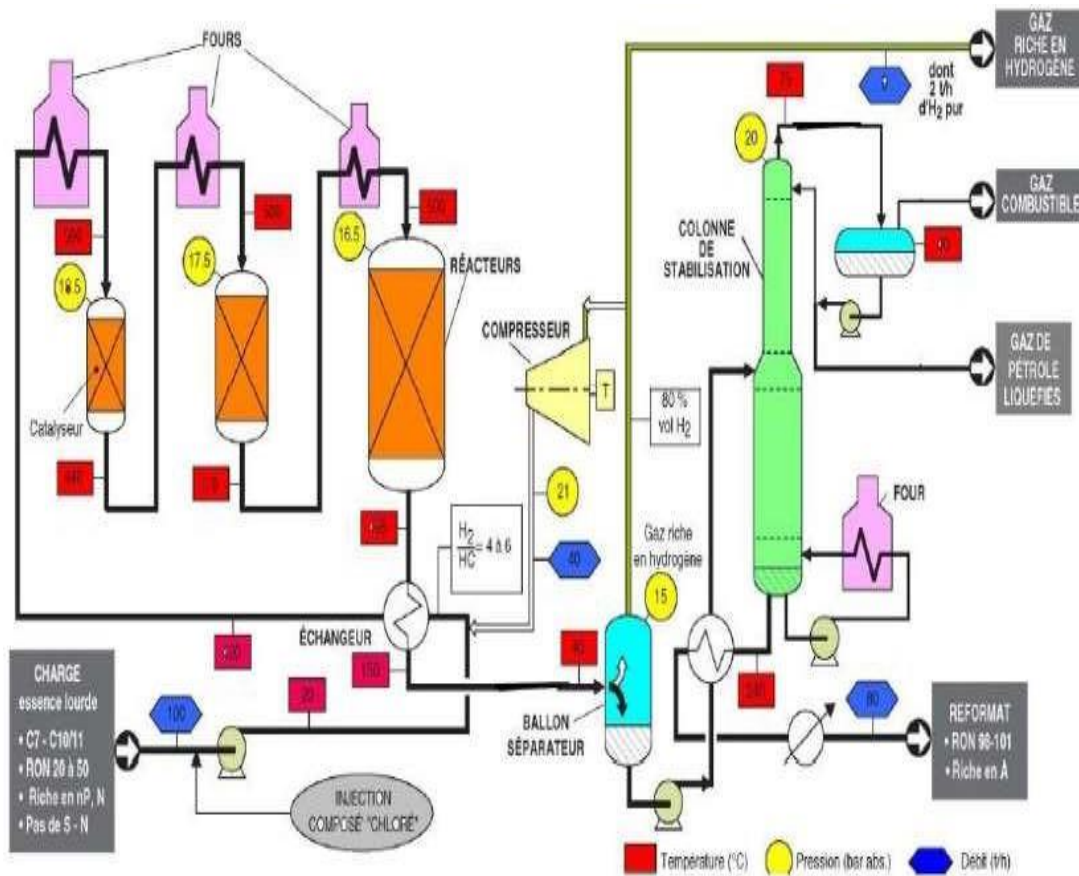 FOURS
500
500
500
18.5
17.5
16.5
RÉACTEURS
Catalyseur
COMPRESSEUR
T
21
40
H2
HC = 4 à 6
ÉCHANGEUR
150
20
100
CHARGE
essence lourde
• C7 - C10/11
• RON 20 à 50
• Riche en nP, N
• Pas de S - N
INJECTION
COMPOSÉ "CHLORÉ"
80 %
vol H2
Gaz riche
en hydrogène
15
BALLON
SÉPARATEUR
20
COLONNE
DE
STABILISATION
GAZ
RICHE EN
HYDROGÈNE
dont
2 t/h
d'H2 pur
GAZ
COMBUSTIBLE
GAZ DE
PÉTROLE
LIQUEFIÉS
FOUR
80
REFORMAT
• RON 98-101
• Riche en A
Température (°C)
Pression (bar abs.)
Débit (t/h)